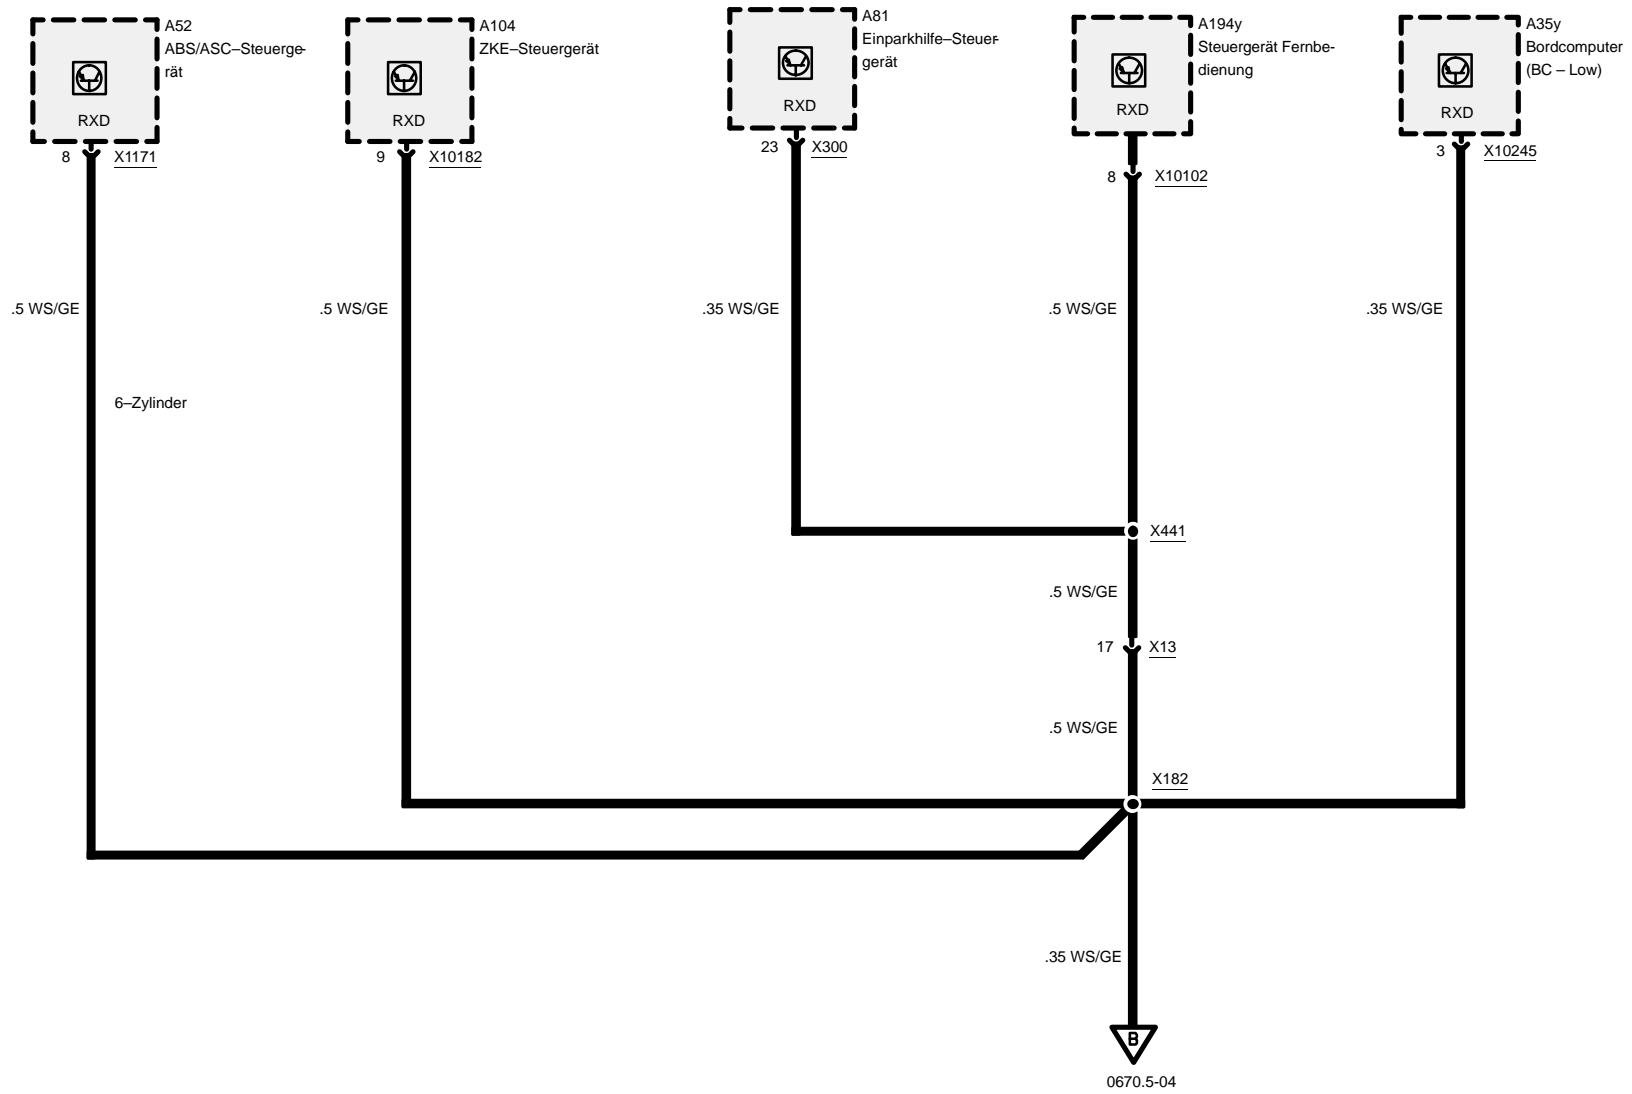 A52
ABS/ASC–Steuerge-
rät
RXD
8
X1171
A104
ZKE–Steuergerät
RXD
9
X10182
A81
Einparkhilfe–Steuer-
gerät
RXD
23
X300
A194y
Steuergerät Fernbe-
dienung
RXD
8
X10102
A35y
Bordcomputer
(BC – Low)
RXD
3
X10245
.5 WS/GE
.5 WS/GE
.35 WS/GE
.5 WS/GE
.35 WS/GE
6–Zylinder
X441
.5 WS/GE
17
X13
.5 WS/GE
X182
.35 WS/GE
B
0670.5-04